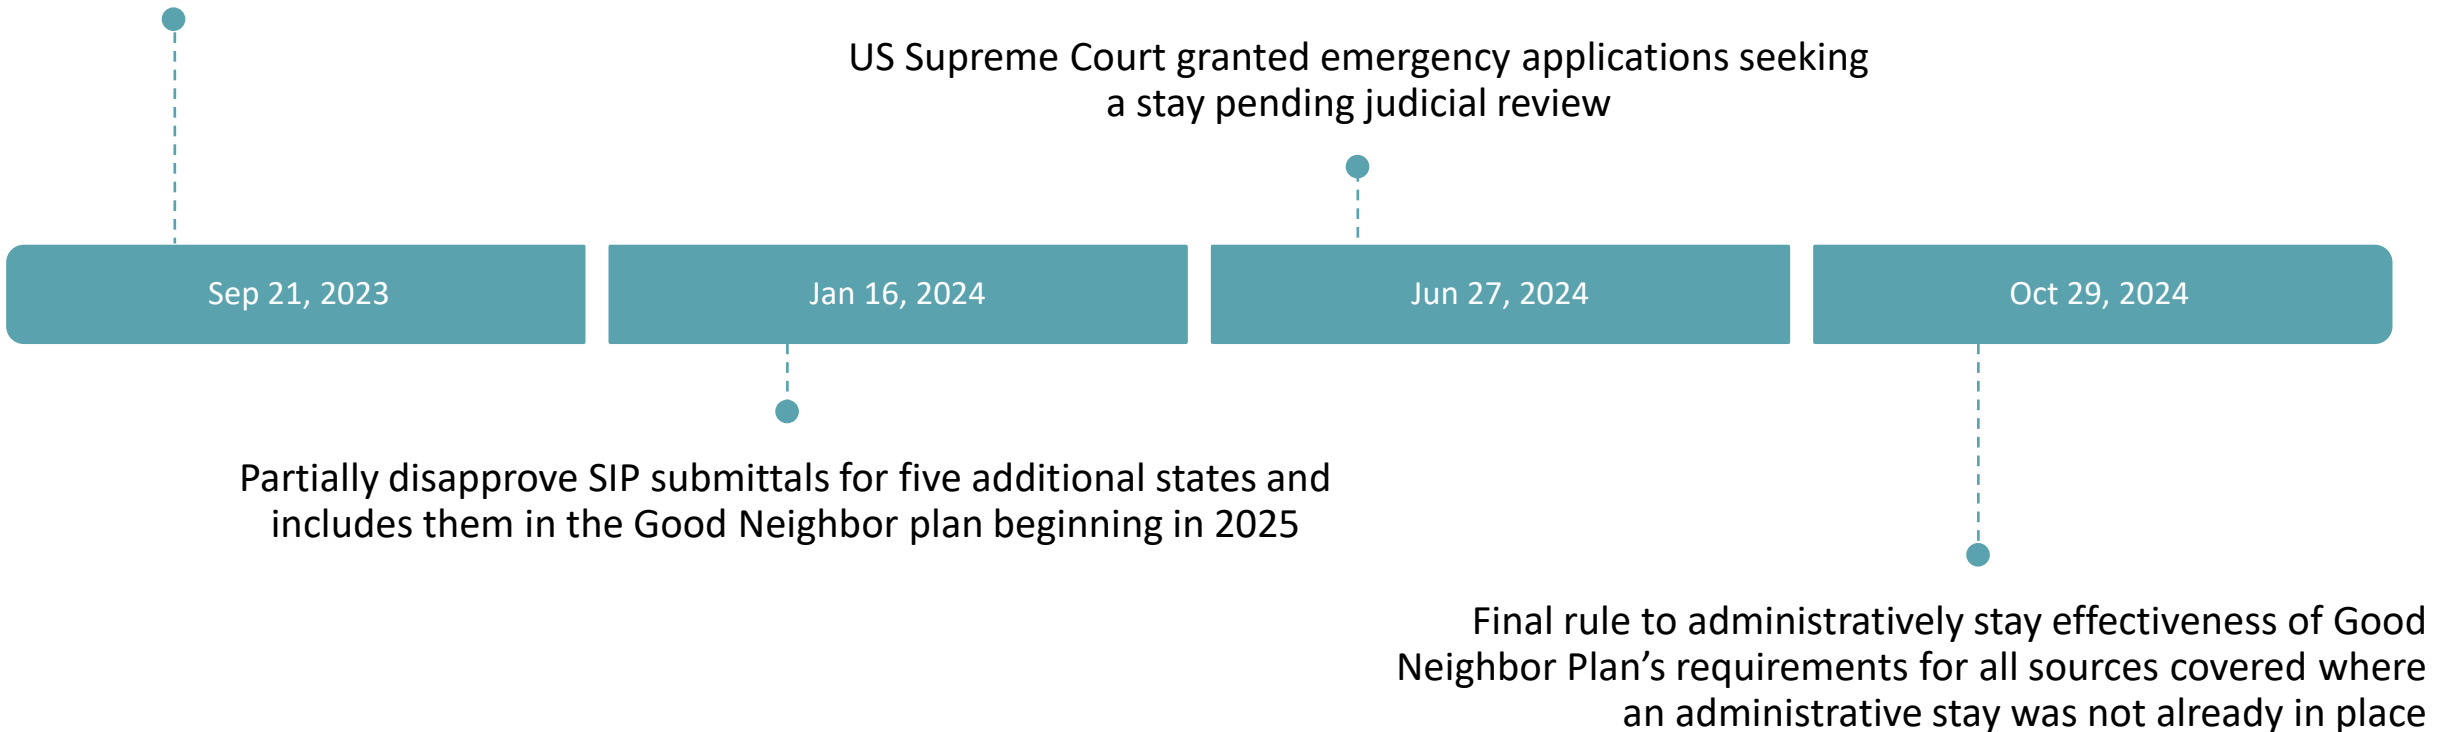 US Supreme Court granted emergency applications seeking
a stay pending judicial review
Sep 21, 2023
Jan 16, 2024
Jun 27, 2024
Oct 29, 2024
Partially disapprove SIP submittals for five additional states and
includes them in the Good Neighbor plan beginning in 2025
Final rule to administratively stay effectiveness of Good
Neighbor Plan’s requirements for all sources covered where
an administrative stay was not already in place